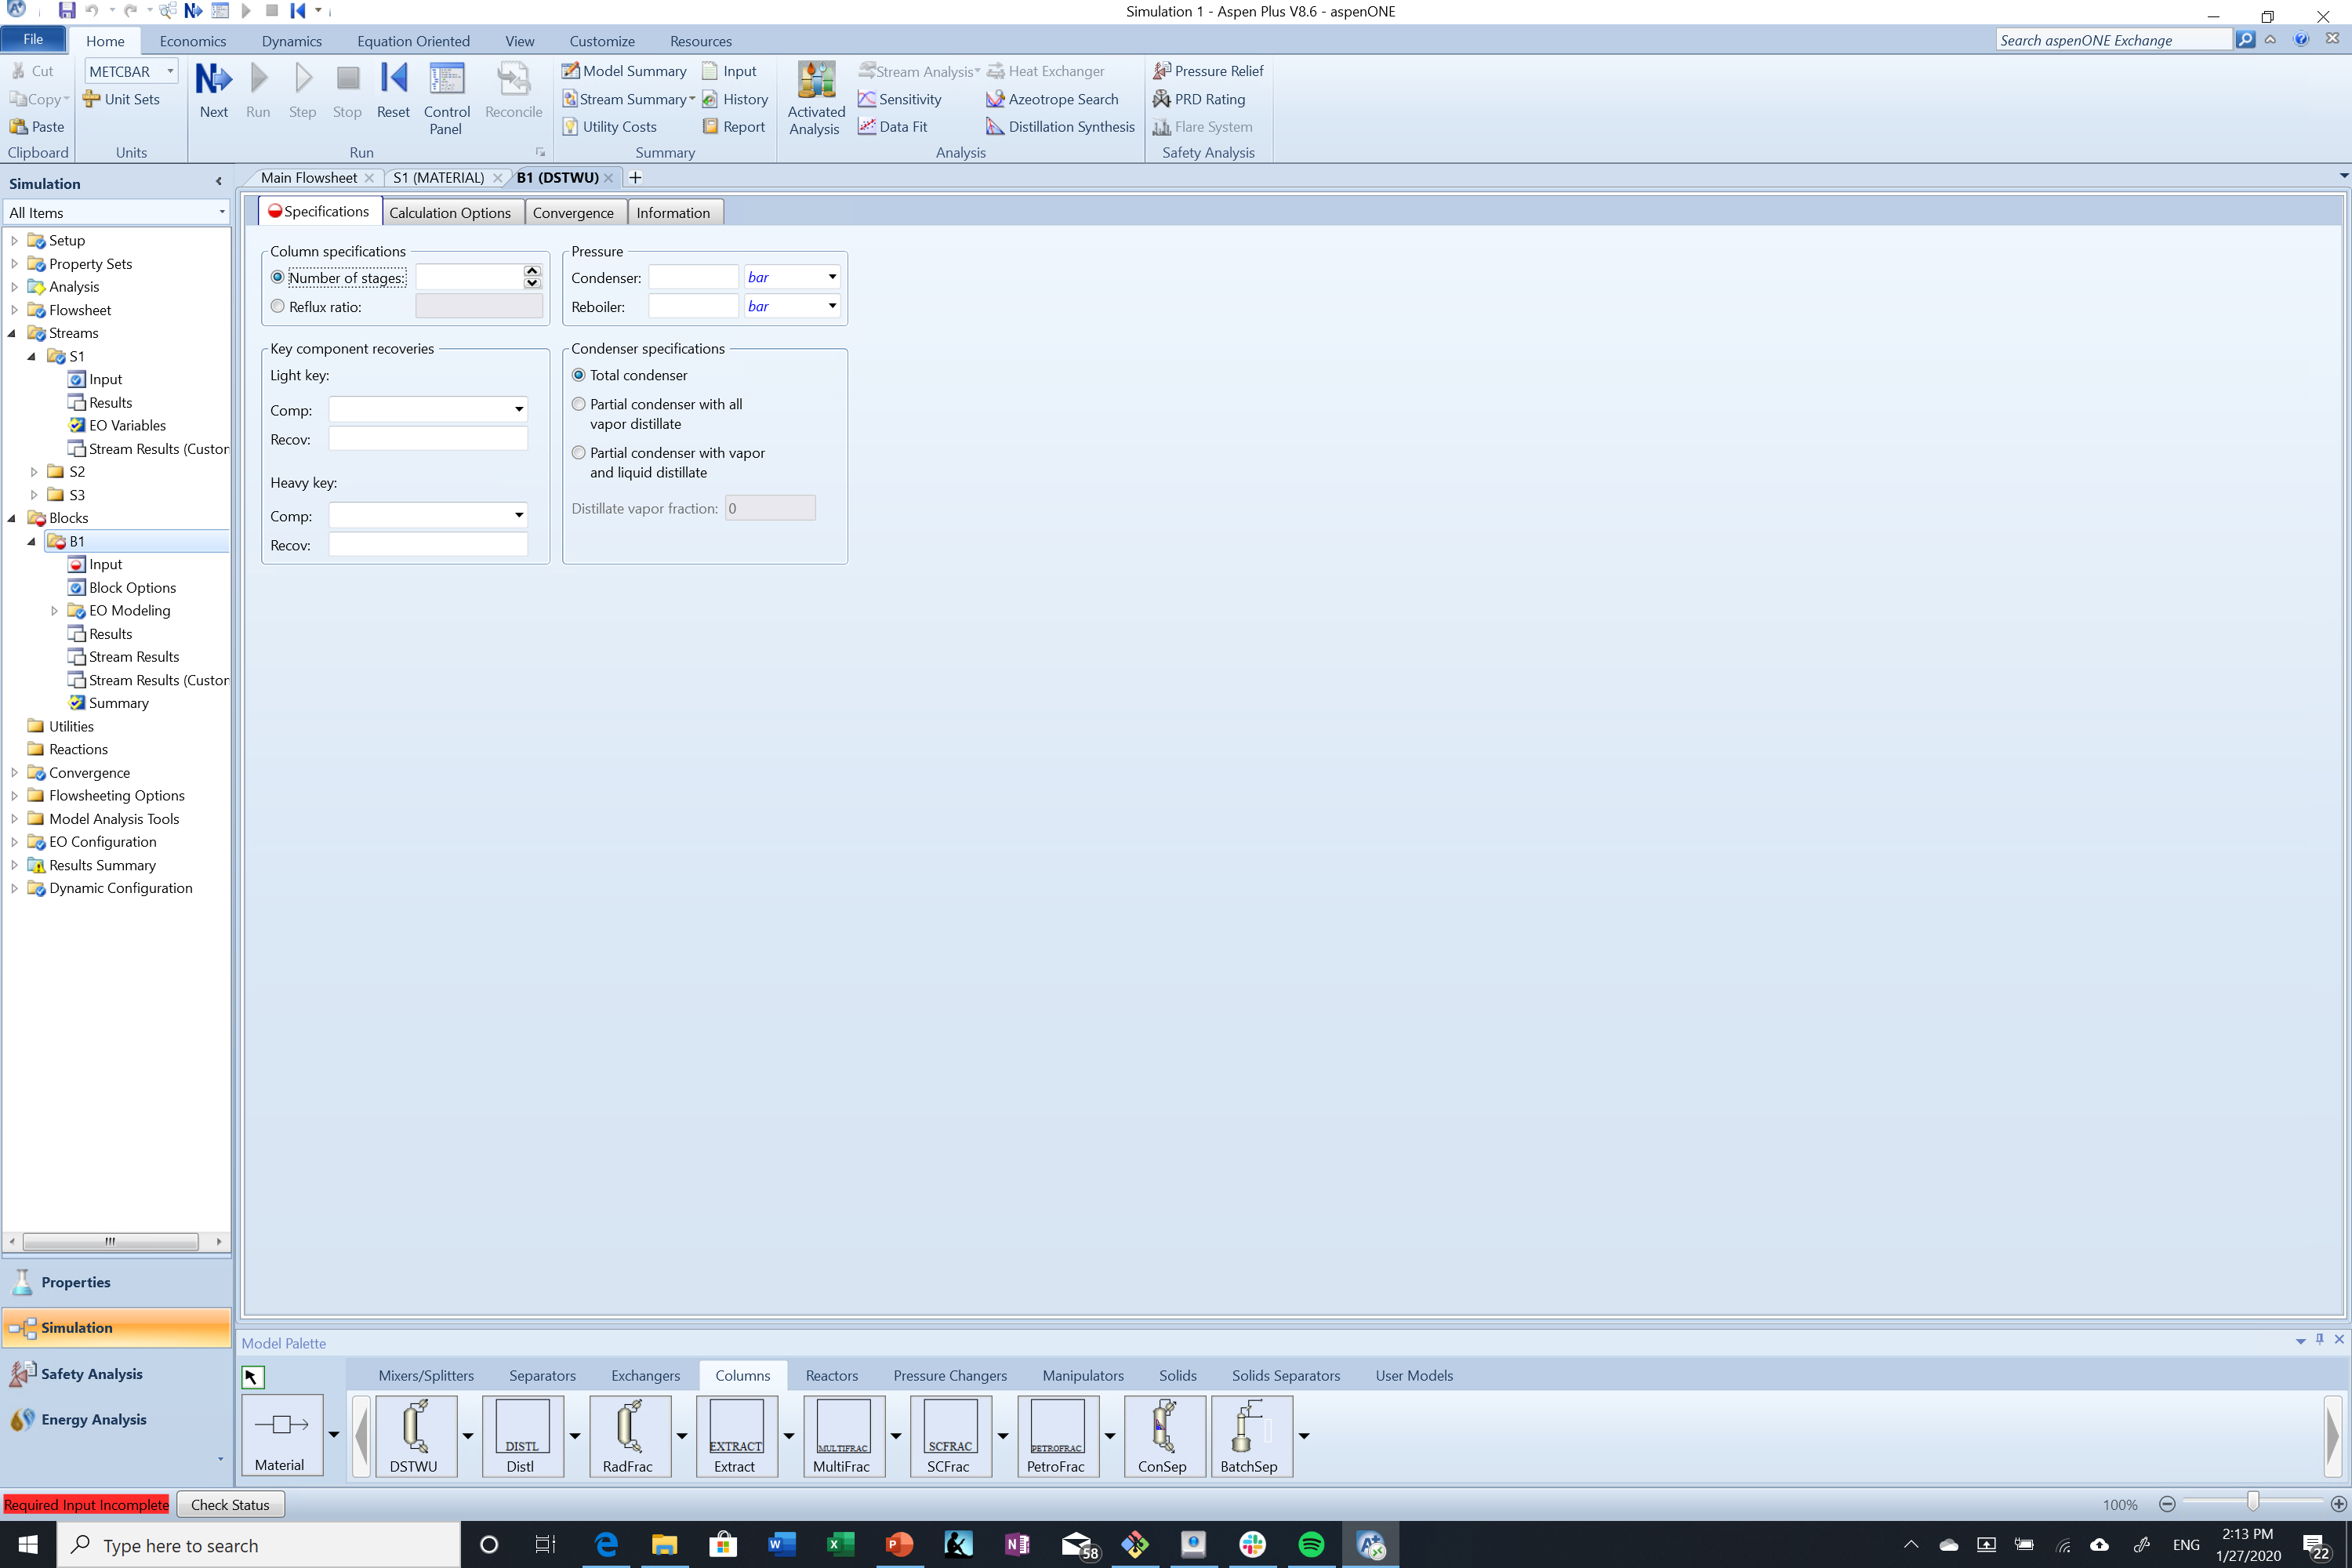 Simulation 1 - Aspen Plus V8.6 - aspenONE
File Home Economics Dynamics Equation Oriented View Customize Resources Search aspenONE Exchange
Cut METCBAR Model Summary Input Stream Analysis Heat Exchanger Pressure Relief
Copy Unit Sets Stream Summary History Sensitivity Azeotrope Search PRD Rating
Paste Next Run Step Stop Reset Control Panel Reconcile Utility Costs Report Activated Analysis Data Fit Distillation Synthesis Flare System
Clipboard Units Run Summary Analysis Safety Analysis
Simulation
All Items
Setup
Property Sets
Analysis
Flowsheet
Streams
S1
Input
Results
EO Variables
Stream Results (Custor
S2
S3
Blocks
B1
Input
Block Options
EO Modeling
Results
Stream Results
Stream Results (Custor
Summary
Utilities
Reactions
Convergence
Flowsheeting Options
Model Analysis Tools
EO Configuration
Results Summary
Dynamic Configuration
Properties
Simulation
Safety Analysis
Energy Analysis
Main Flowsheet S1 (MATERIAL) B1 (DSTWU)
Specifications Calculation Options Convergence Information
Column specifications
Number of stages:
Reflux ratio:
Pressure
Condenser: bar
Reboiler: bar
Key component recoveries
Light key:
Comp:
Recov:
Heavy key:
Comp:
Recov:
Condenser specifications
Total condenser
Partial condenser with all
vapor distillate
Partial condenser with vapor
and liquid distillate
Distillate vapor fraction: 0
Model Palette
Mixers/Splitters Separators Exchangers Columns Reactors Pressure Changers Manipulators Solids Solids Separators User Models
DISTL EXTRACT MULTIFRAC SCFRAC PETROFRAC
Material DSTWU Distl RadFrac Extract MultiFrac SCFrac PetroFrac ConSep BatchSep
Required Input Incomplete Check Status 100%
Type here to search 58 ENG 2:13 PM
1/27/2020 22